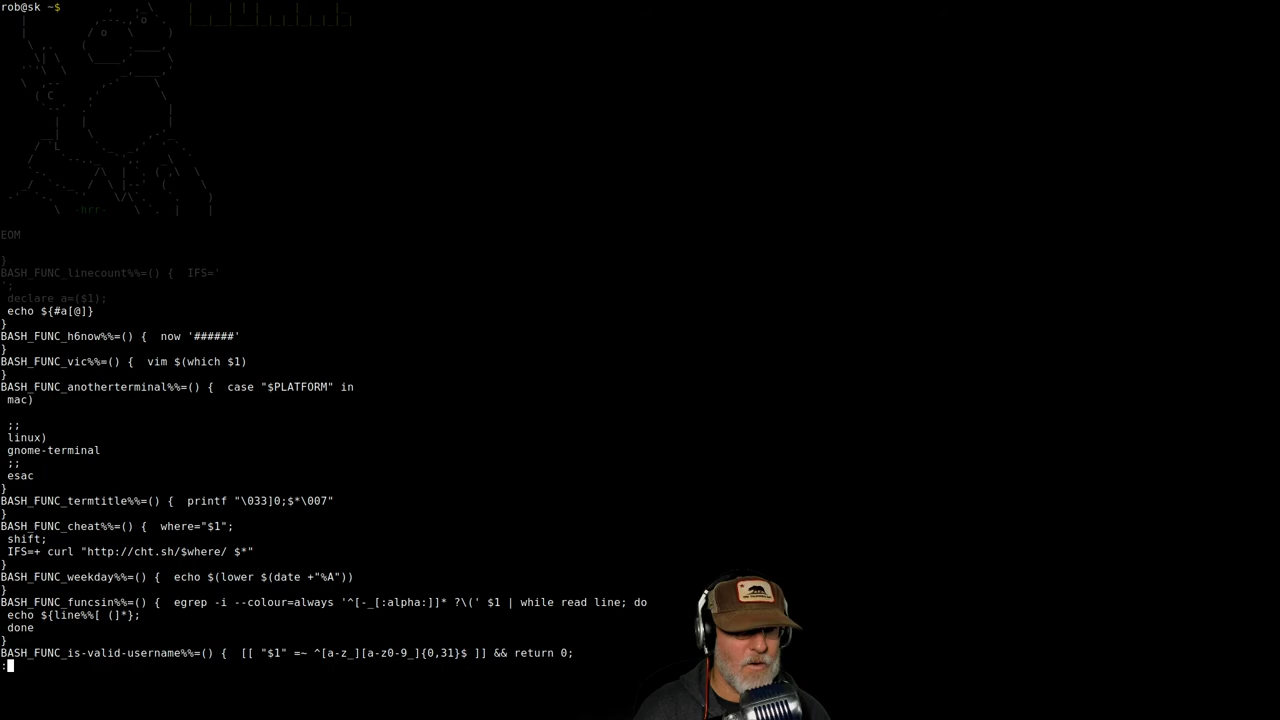 rob@sk ~$
-hrr-
EOM
}
BASH_FUNC_linecount%%=() {  IFS='
';
 declare a=($1);
 echo ${#a[@]}
}
BASH_FUNC_h6now%%=() {  now '######'
}
BASH_FUNC_vic%%=() {  vim $(which $1)
}
BASH_FUNC_anotherterminal%%=() {  case "$PLATFORM" in
 mac)
 ;;
 linux)
 gnome-terminal
 ;;
 esac
}
BASH_FUNC_termtitle%%=() {  printf "\033]0;$*\007"
}
BASH_FUNC_cheat%%=() {  where="$1";
 shift;
 IFS=+ curl "http://cht.sh/$where/ $*"
}
BASH_FUNC_weekday%%=() {  echo $(lower $(date +"%A"))
}
BASH_FUNC_funcsin%%=() {  egrep -i --colour=always '^[-_[:alpha:]]* ?\(' $1 | while read line; do
 echo ${line%%[ (]*};
 done
}
BASH_FUNC_is-valid-username%%=() {  [[ "$1" =~ ^[a-z_][a-z0-9_]{0,31}$ ]] && return 0;
: